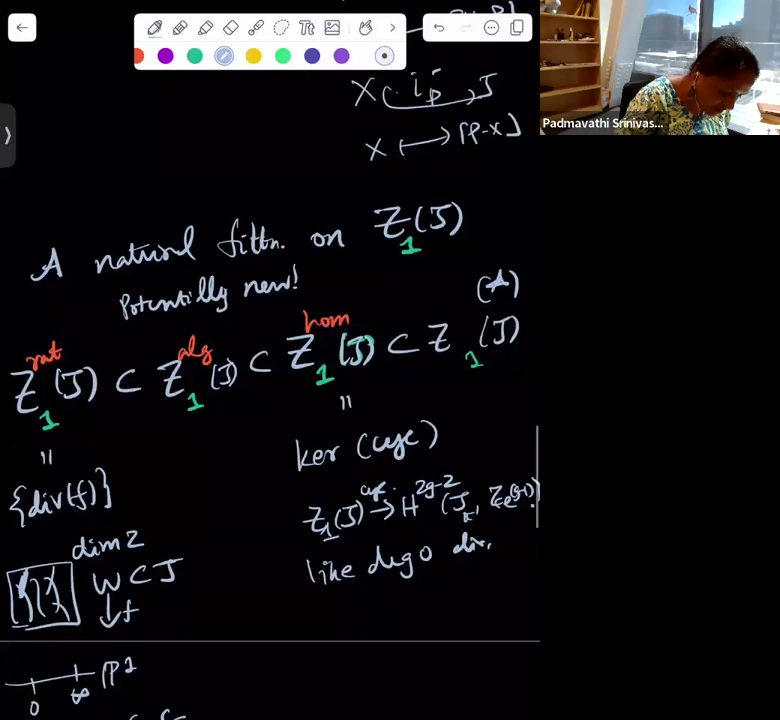 Padmavathi Srinivas...
X i_P J
X ⟼ [P-X]
A natural filtn. on Z_1(J)
Potentially new!
(*)
Z_1^rat(J) ⊂ Z_1^alg(J) ⊂ Z_1^hom(J) ⊂ Z_1(J)
= =
{div(f)} ker (cyc)
Z_1(J) cyc → H^{2g-2}(J_k̄, Z_ℓ(g-1))
like deg 0 div.
dim 2
W ⊂ J
↓ f
P^1
0 ∞